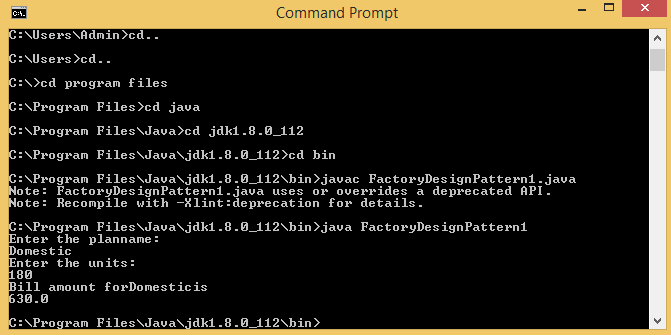 Command Prompt
C:\Users\Admin>cd..
C:\Users>cd..
C:\>cd program files
C:\Program Files>cd java
C:\Program Files\Java>cd jdk1.8.0_112
C:\Program Files\Java\jdk1.8.0_112>cd bin
C:\Program Files\Java\jdk1.8.0_112\bin>javac FactoryDesignPattern1.java
Note: FactoryDesignPattern1.java uses or overrides a deprecated API.
Note: Recompile with -Xlint:deprecation for details.
C:\Program Files\Java\jdk1.8.0_112\bin>java FactoryDesignPattern1
Enter the planname:
Domestic
Enter the units:
180
Bill amount forDomesticis
630.0
C:\Program Files\Java\jdk1.8.0_112\bin>